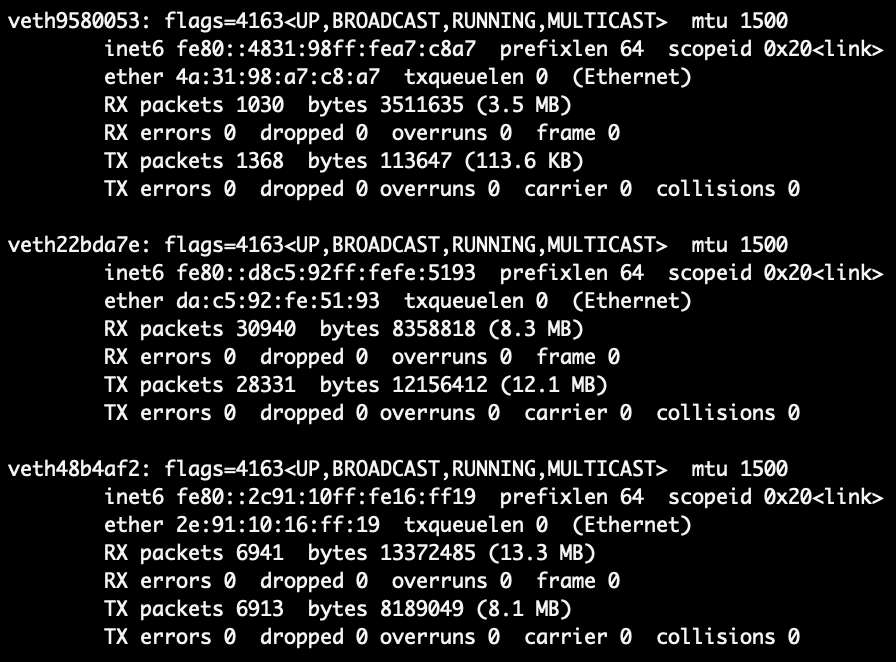 veth9580053: flags=4163<UP,BROADCAST,RUNNING,MULTICAST>  mtu 1500
        inet6 fe80::4831:98ff:fea7:c8a7  prefixlen 64  scopeid 0x20<link>
        ether 4a:31:98:a7:c8:a7  txqueuelen 0  (Ethernet)
        RX packets 1030  bytes 3511635 (3.5 MB)
        RX errors 0  dropped 0  overruns 0  frame 0
        TX packets 1368  bytes 113647 (113.6 KB)
        TX errors 0  dropped 0 overruns 0  carrier 0  collisions 0

veth22bda7e: flags=4163<UP,BROADCAST,RUNNING,MULTICAST>  mtu 1500
        inet6 fe80::d8c5:92ff:fefe:5193  prefixlen 64  scopeid 0x20<link>
        ether da:c5:92:fe:51:93  txqueuelen 0  (Ethernet)
        RX packets 30940  bytes 8358818 (8.3 MB)
        RX errors 0  dropped 0  overruns 0  frame 0
        TX packets 28331  bytes 12156412 (12.1 MB)
        TX errors 0  dropped 0 overruns 0  carrier 0  collisions 0

veth48b4af2: flags=4163<UP,BROADCAST,RUNNING,MULTICAST>  mtu 1500
        inet6 fe80::2c91:10ff:fe16:ff19  prefixlen 64  scopeid 0x20<link>
        ether 2e:91:10:16:ff:19  txqueuelen 0  (Ethernet)
        RX packets 6941  bytes 13372485 (13.3 MB)
        RX errors 0  dropped 0  overruns 0  frame 0
        TX packets 6913  bytes 8189049 (8.1 MB)
        TX errors 0  dropped 0 overruns 0  carrier 0  collisions 0